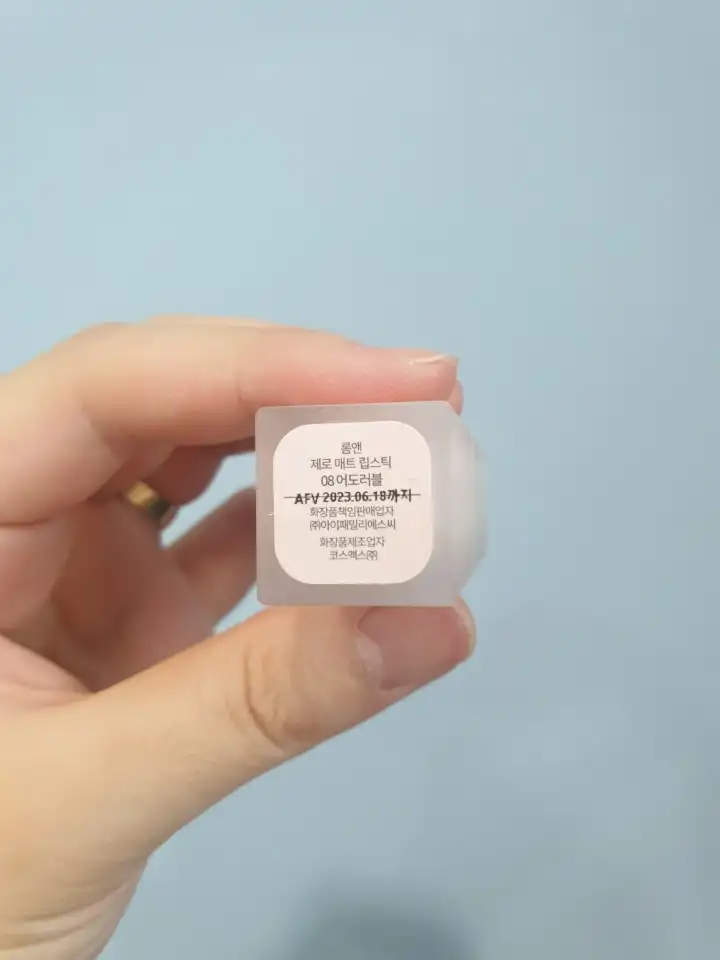 롬앤
제로 매트 립스틱
08 어도러블
AFV 2023.06.18까지
화장품책임판매업자
㈜아이패밀리에스씨
화장품제조업자
코스맥스㈜